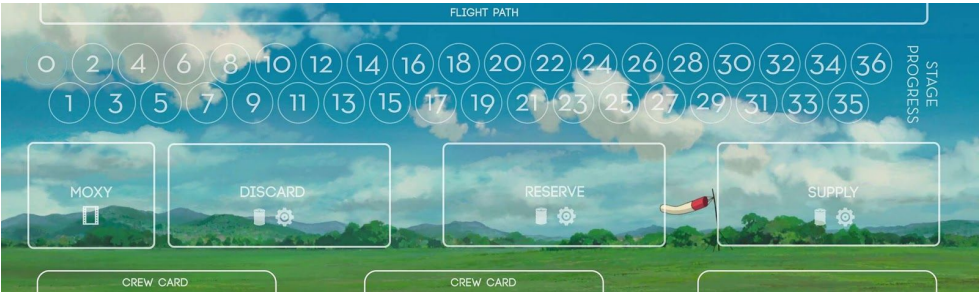 FLIGHT PATH
0 2 4 6 8 10 12 14 16 18 20 22 24 26 28 30 32 34 36
1 3 5 7 9 11 13 15 17 19 21 23 25 27 29 31 33 35
STAGE
PROGRESS
MOXY DISCARD RESERVE SUPPLY
CREW CARD CREW CARD